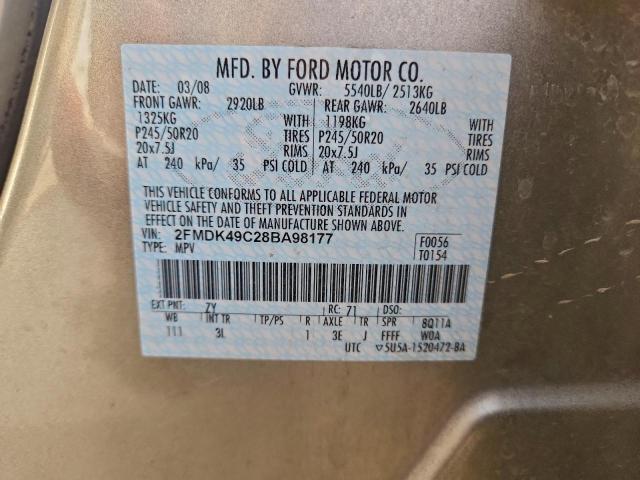 MFD. BY FORD MOTOR CO.
DATE: 03/08 GVWR: 5540LB/ 2513KG
FRONT GAWR: 2920LB REAR GAWR: 2640LB
1325KG WITH 1198KG WITH
P245/50R20 TIRES P245/50R20 TIRES
20x7.5J RIMS 20x7.5J RIMS
AT 240 kPa/ 35 PSI COLD AT 240 kPa/ 35 PSI COLD
THIS VEHICLE CONFORMS TO ALL APPLICABLE FEDERAL MOTOR
VEHICLE SAFETY AND THEFT PREVENTION STANDARDS IN
EFFECT ON THE DATE OF MANUFACTURE SHOWN ABOVE.
VIN: 2FMDK49C28BA98177 F0056
TYPE: MPV T0154
EXT PNT: ZY RC: 71 DSO:
WB INT TR TP/PS R AXLE TR SPR 8Q11A
111 3L 1 3E J FFFF W0A
UTC ▽5U5A-1520472-BA